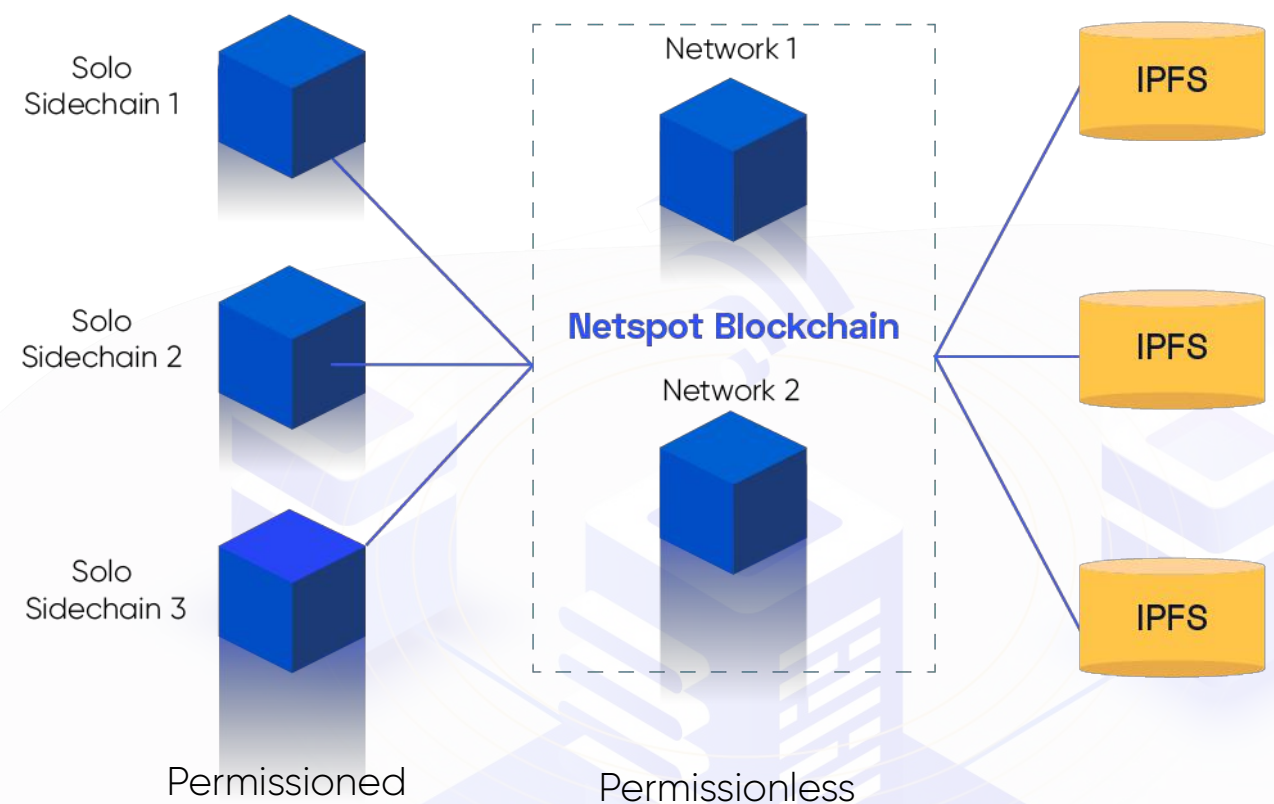 Solo
Sidechain 1
Network 1
IPFS
Solo
Sidechain 2
Netspot Blockchain
IPFS
Network 2
Solo
Sidechain 3
IPFS
Permissioned
Permissionless